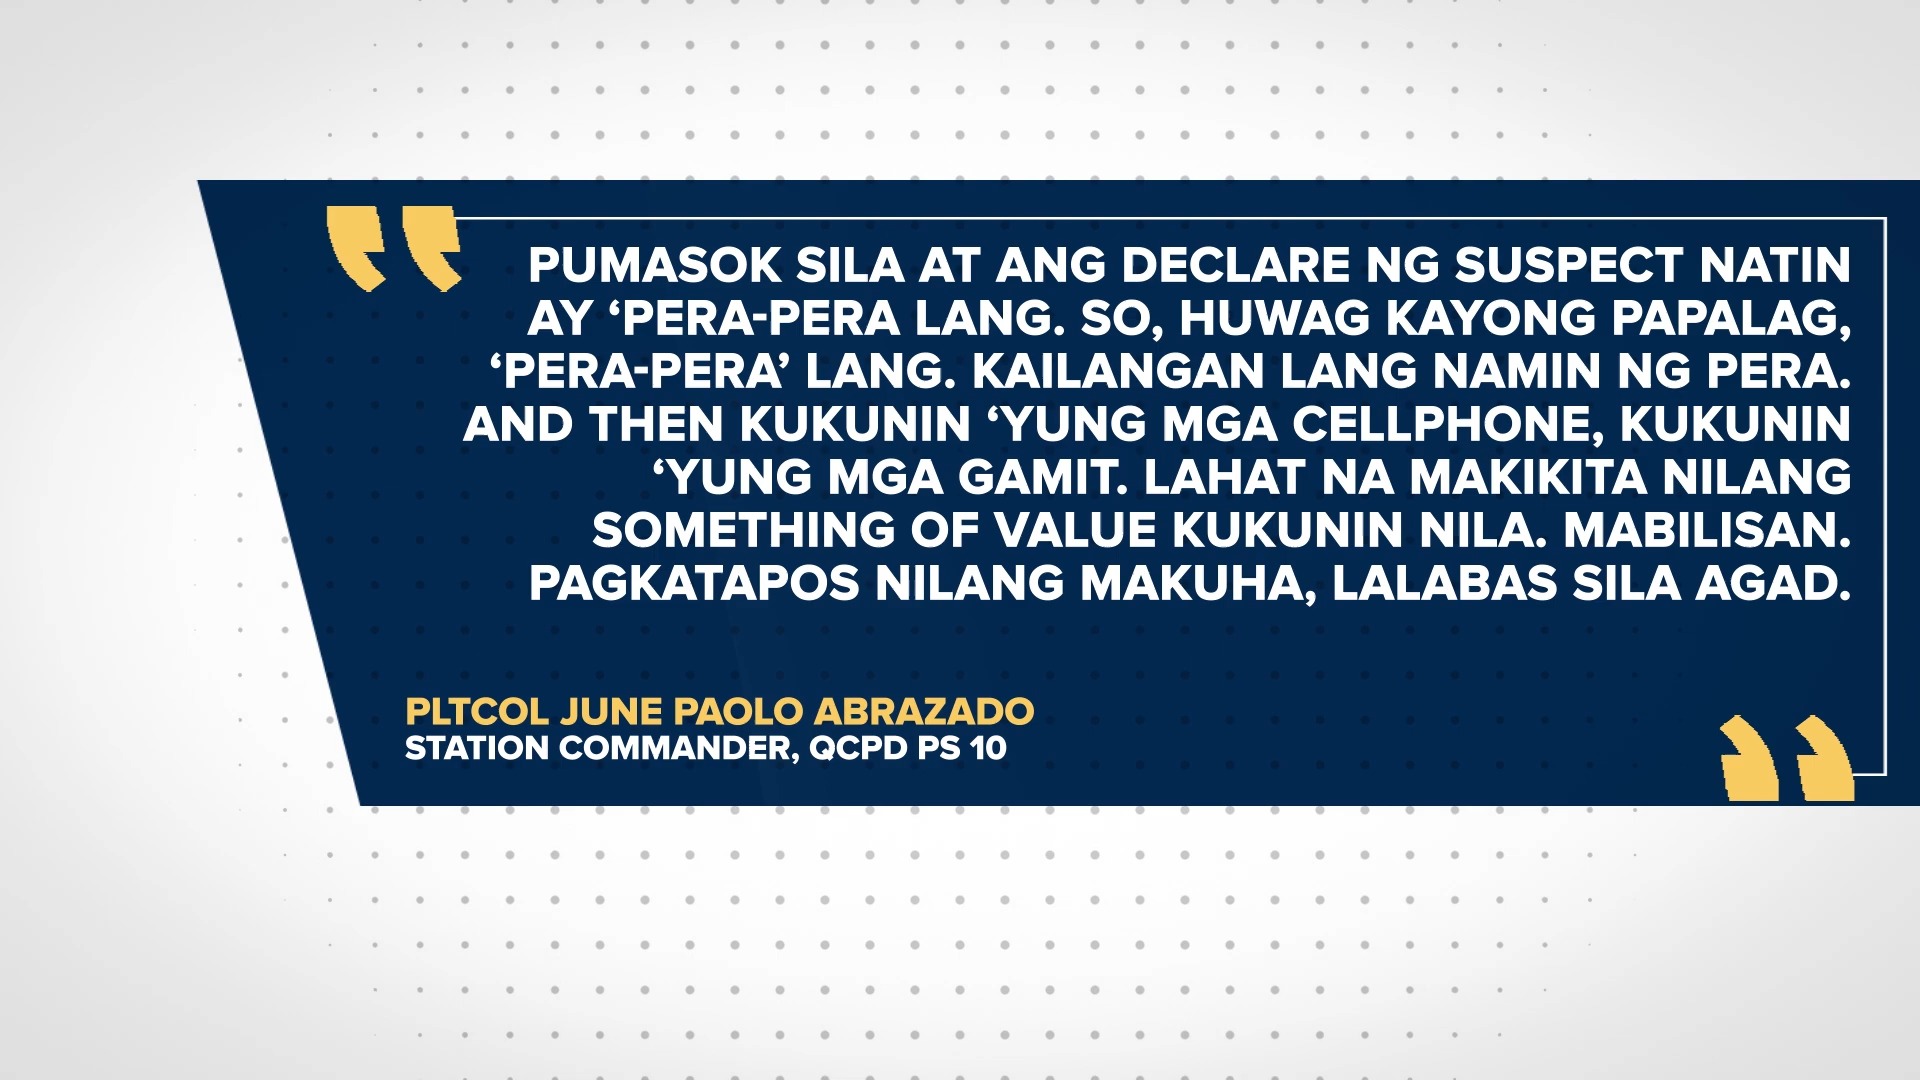 PUMASOK SILA AT ANG DECLARE NG SUSPECT NATIN
AY ‘PERA-PERA LANG. SO, HUWAG KAYONG PAPALAG,
‘PERA-PERA’ LANG. KAILANGAN LANG NAMIN NG PERA.
AND THEN KUKUNIN ‘YUNG MGA CELLPHONE, KUKUNIN
‘YUNG MGA GAMIT. LAHAT NA MAKIKITA NILANG
SOMETHING OF VALUE KUKUNIN NILA. MABILISAN.
PAGKATAPOS NILANG MAKUHA, LALABAS SILA AGAD.
PLTCOL JUNE PAOLO ABRAZADO
STATION COMMANDER, QCPD PS 10